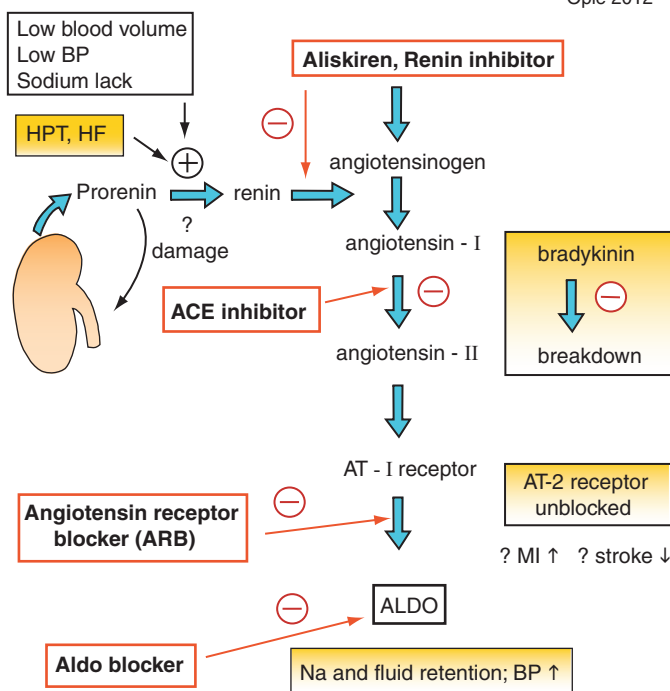 Opie 2012
Low blood volume
Low BP
Sodium lack
Aliskiren, Renin inhibitor
HPT, HF
Prorenin
renin
angiotensinogen
?
damage
angiotensin - I
bradykinin
ACE inhibitor
breakdown
angiotensin - II
AT - I receptor
AT-2 receptor
unblocked
Angiotensin receptor
blocker (ARB)
? MI ↑ ? stroke ↓
ALDO
Aldo blocker
Na and fluid retention; BP ↑